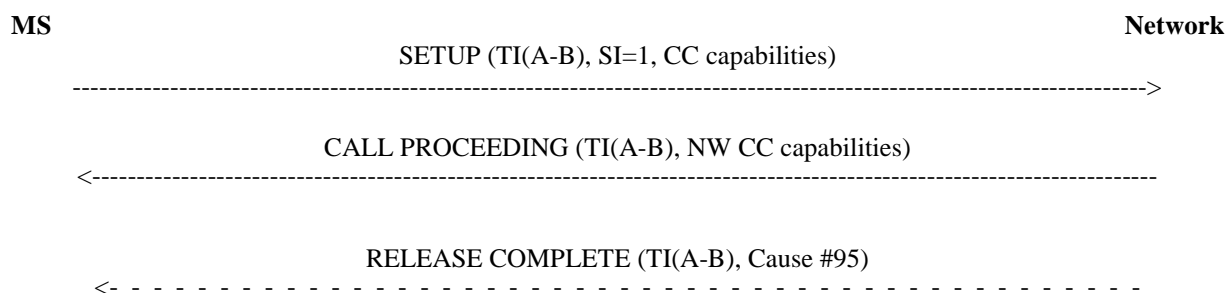 MS Network
SETUP (TI(A-B), SI=1, CC capabilities)
CALL PROCEEDING (TI(A-B), NW CC capabilities)
RELEASE COMPLETE (TI(A-B), Cause #95)